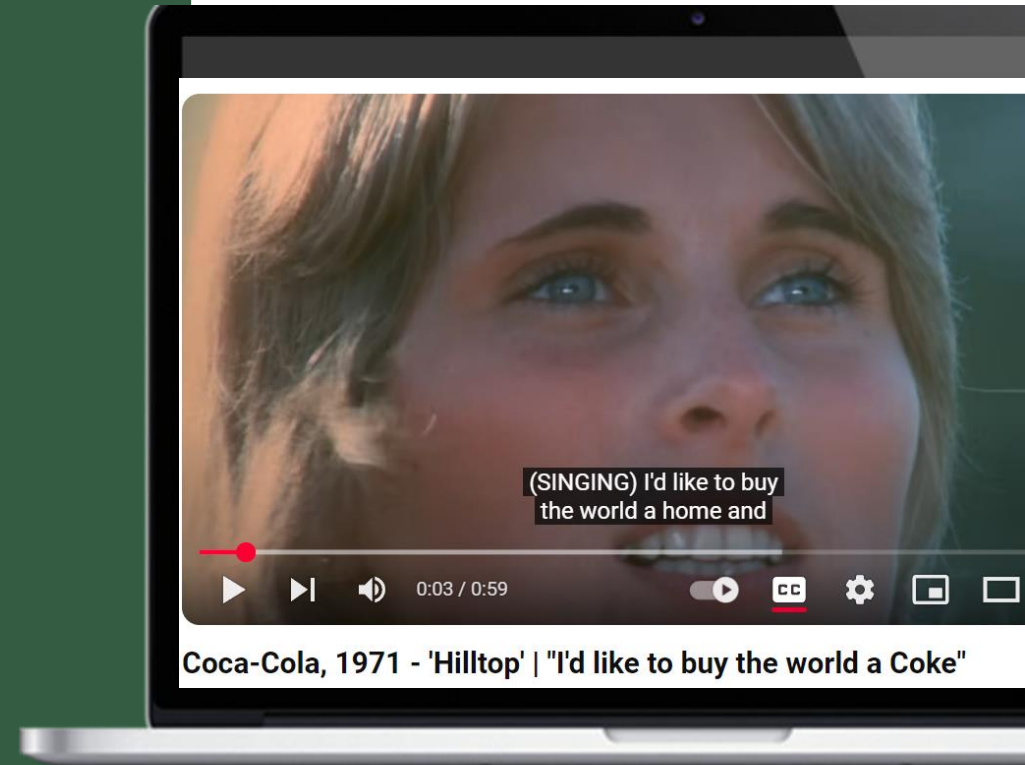 (SINGING) I'd like to buy
the world a home and
0:03 / 0:59
CC
Coca-Cola, 1971 - 'Hilltop' | "I'd like to buy the world a Coke"